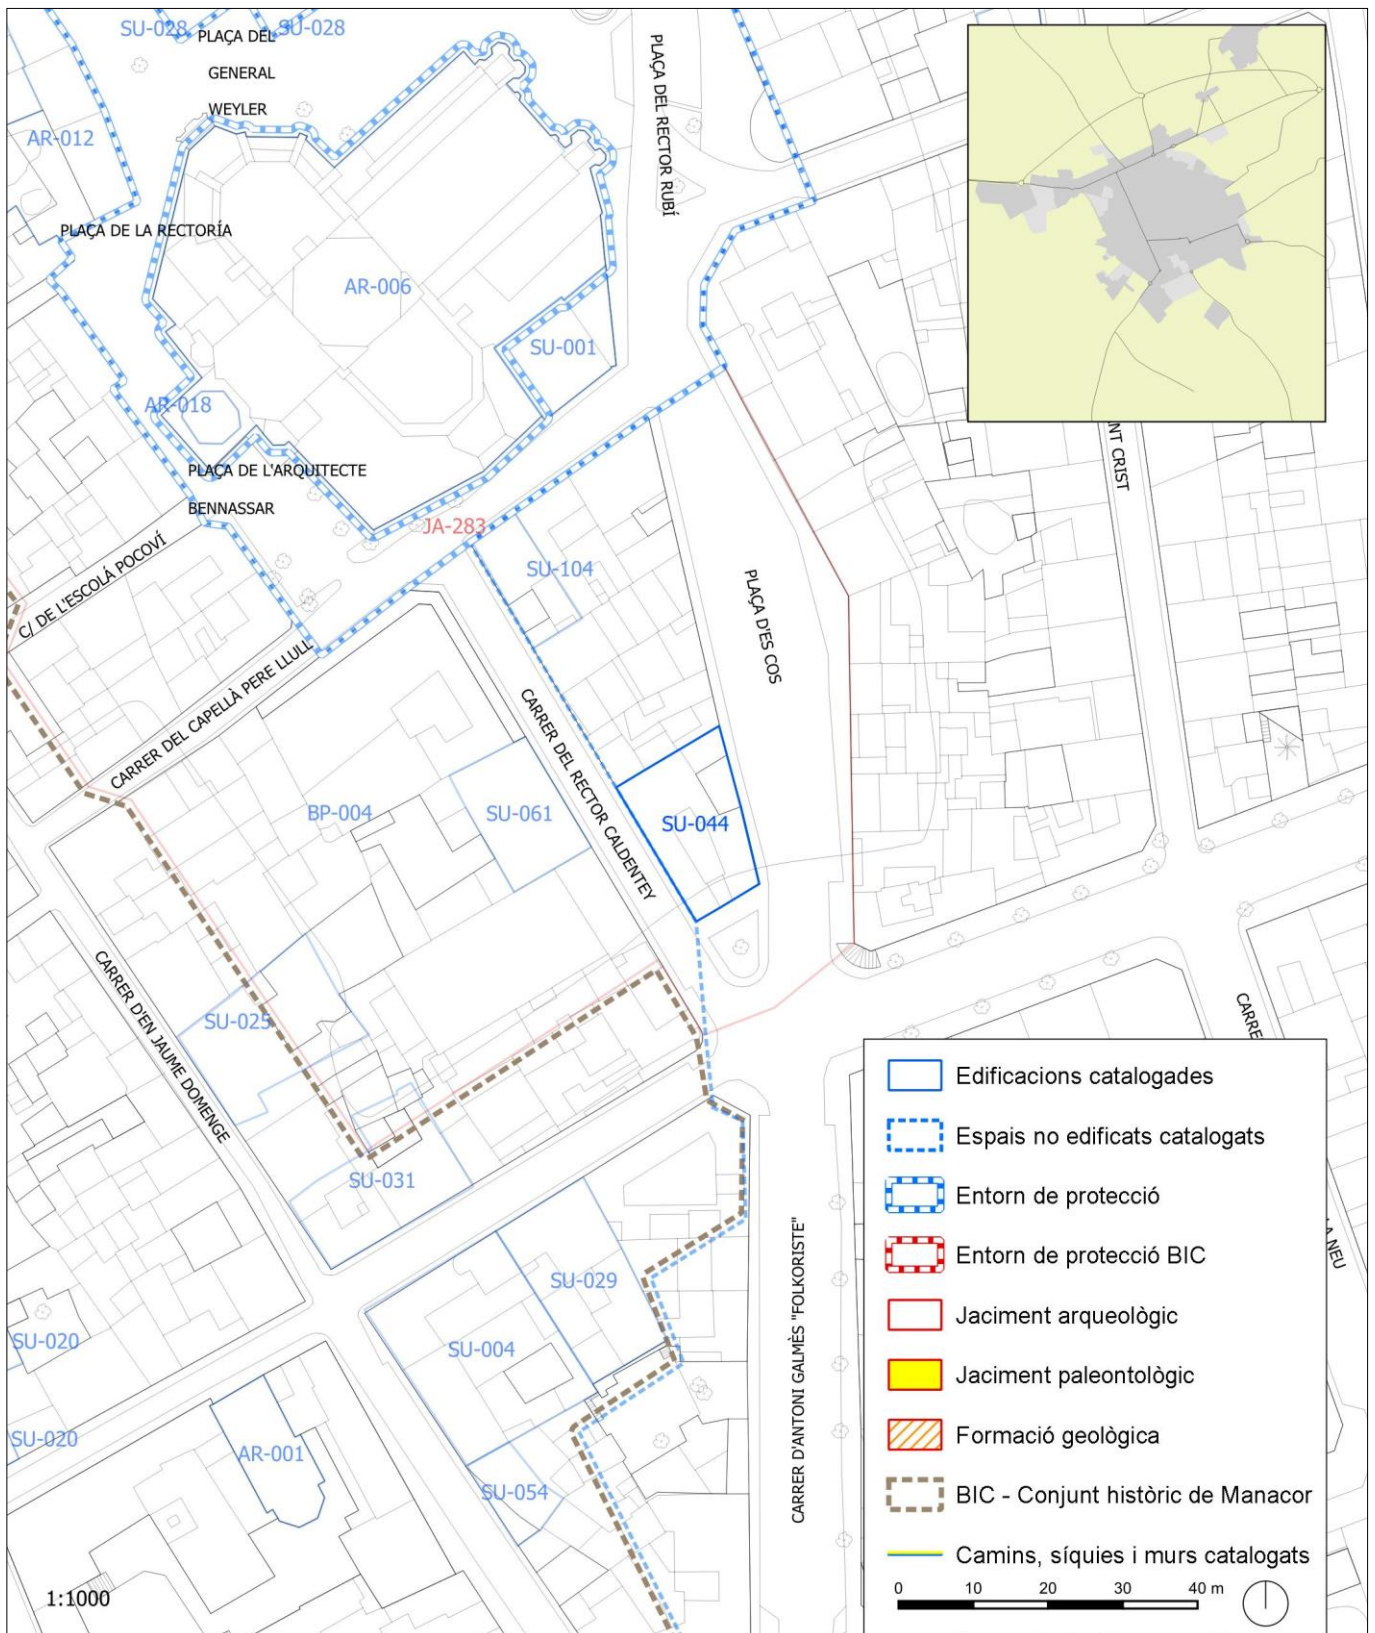 SU-028
SU-028
PLAÇA DEL
GENERAL
WEYLER
PLAÇA DEL RECTOR RUBÍ
AR-012
PLAÇA DE LA RECTORÍA
AR-006
SU-001
AR-018
PLAÇA DE L'ARQUITECTE
BENNASSAR
JA-283
NT CRIST
C/ DE L'ESCOLÁ POCOVÍ
SU-104
PLAÇA D'ES COS
CARRER DEL CAPELLÀ PERE LLULL
CARRER DEL RECTOR CALDENTEY
BP-004
SU-061
SU-044
CARRER D'EN JAUME DOMENGE
SU-025
CARRE
SU-031
SU-029
SU-004
SU-020
SU-020
AR-001
SU-054
CARRER D'ANTONI GALMÈS "FOLKORISTE"
LA NEU
Edificacions catalogades
Espais no edificats catalogats
Entorn de protecció
Entorn de protecció BIC
Jaciment arqueològic
Jaciment paleontològic
Formació geològica
BIC - Conjunt històric de Manacor
Camins, síquies i murs catalogats
0 10 20 30 40 m
1:1000